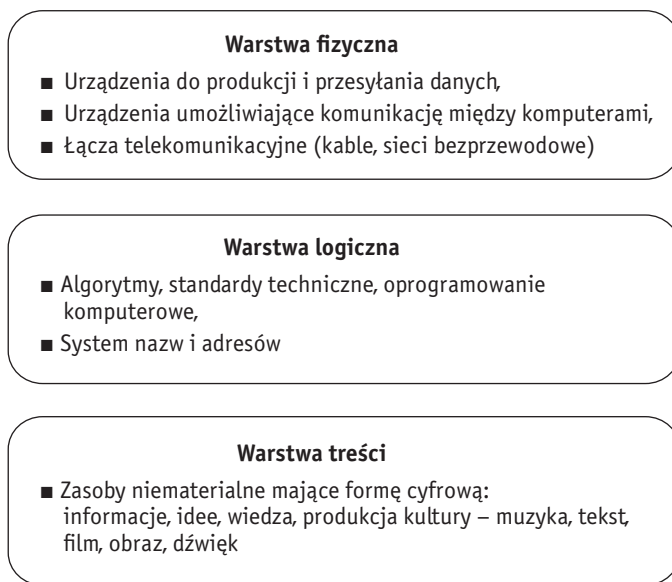 Warstwa fizyczna
■ Urządzenia do produkcji i przesyłania danych,
■ Urządzenia umożliwiające komunikację między komputerami,
■ Łącza telekomunikacyjne (kable, sieci bezprzewodowe)
Warstwa logiczna
■ Algorytmy, standardy techniczne, oprogramowanie
komputerowe,
■ System nazw i adresów
Warstwa treści
■ Zasoby niematerialne mające formę cyfrową:
informacje, idee, wiedza, produkcja kultury – muzyka, tekst,
film, obraz, dźwięk